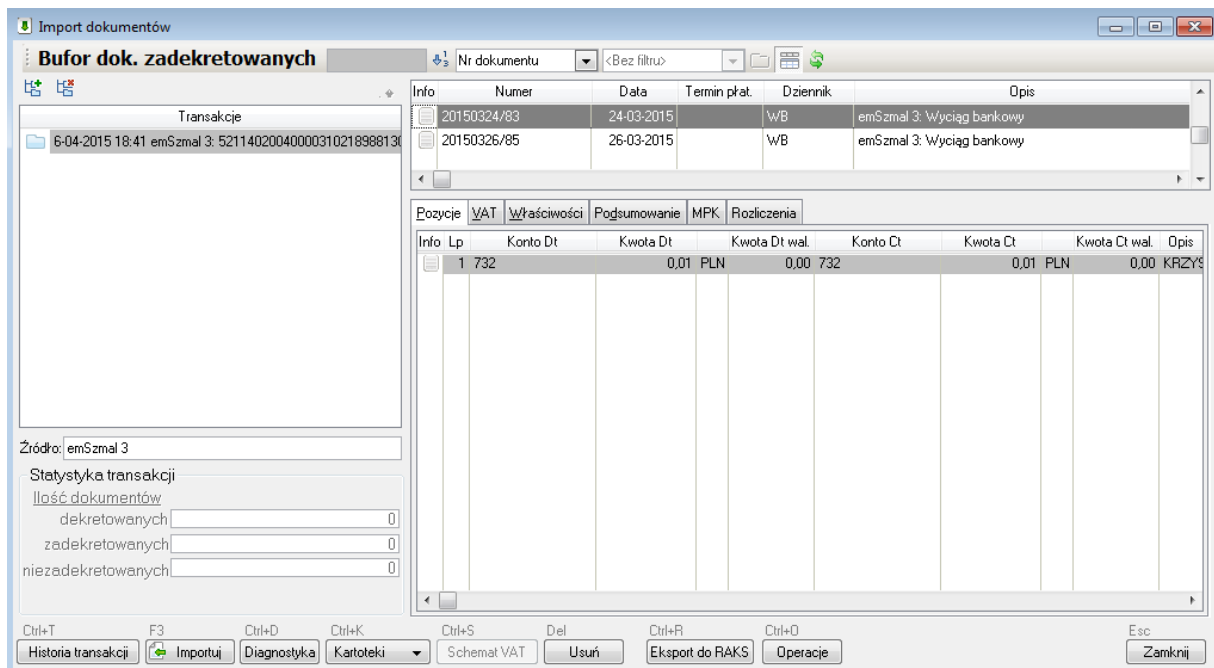 Import dokumentów
Bufor dok. zadekretowanych
Nr dokumentu
<Bez filtru>
Transakcje
6-04-2015 18:41 emSzmal 3:
Info Numer Data Termin płat. Dziennik Opis
20150324/83 24-03-2015 WB emSzmal 3: Wyciąg bankowy
20150326/85 26-03-2015 WB emSzmal 3: Wyciąg bankowy
Pozycje VAT Właściwości Podsumowanie MPK Rozliczenia
Info Lp Konto Dt Kwota Dt Kwota Dt wal. Konto Ct Kwota Ct Kwota Ct wal. Opis
1 732 0,01 PLN 0,00 732 0,01 PLN 0,00 KRZYS
Źródło: emSzmal 3
Statystyka transakcji
Ilość dokumentów
dekretowanych 0
zadekretowanych 0
niezadekretowanych 0
Ctrl+T F3 Ctrl+D Ctrl+K Ctrl+S Del Ctrl+R Ctrl+O Esc
Historia transakcji Importuj Diagnostyka Kartoteki Schemat VAT Usuń Eksport do RAKS Operacje Zamknij